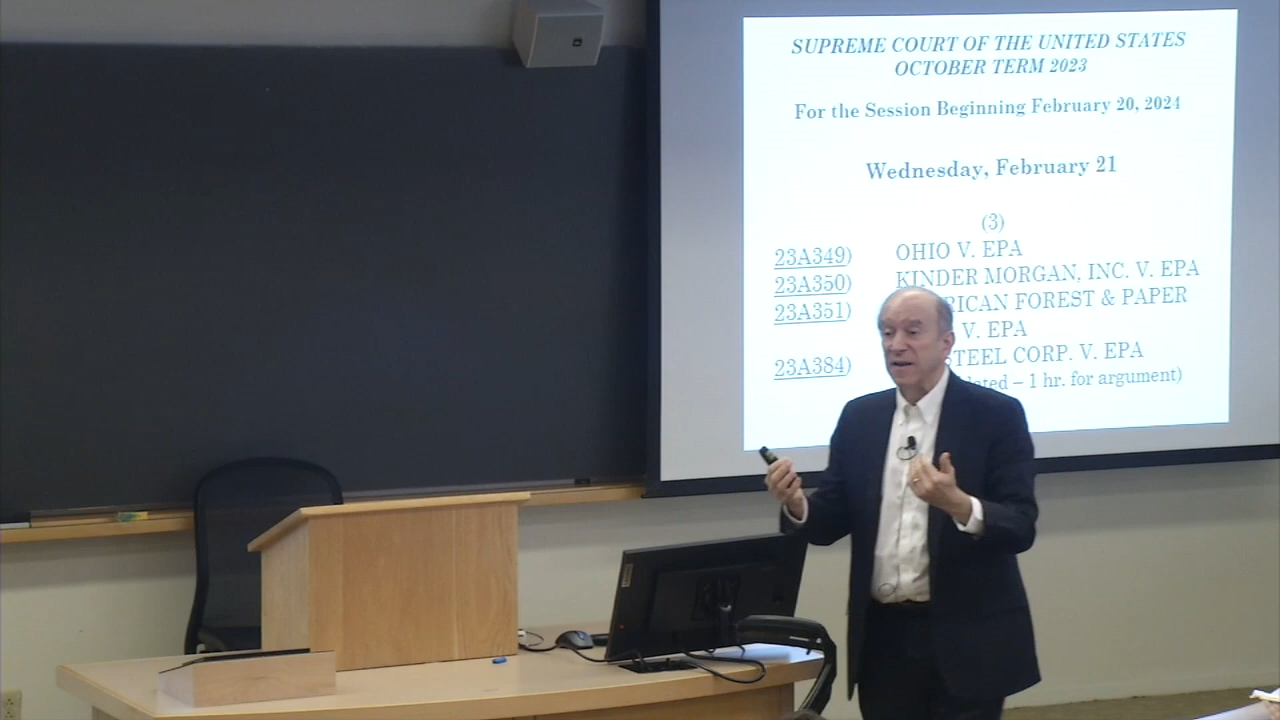 SUPREME COURT OF THE UNITED STATES
OCTOBER TERM 2023
For the Session Beginning February 20, 2024
Wednesday, February 21
(3)
23A349) OHIO V. EPA
23A350) KINDER MORGAN, INC. V. EPA
23A351) RICAN FOREST & PAPER
V. EPA
23A384) STEEL CORP. V. EPA
– 1 hr. for argument)